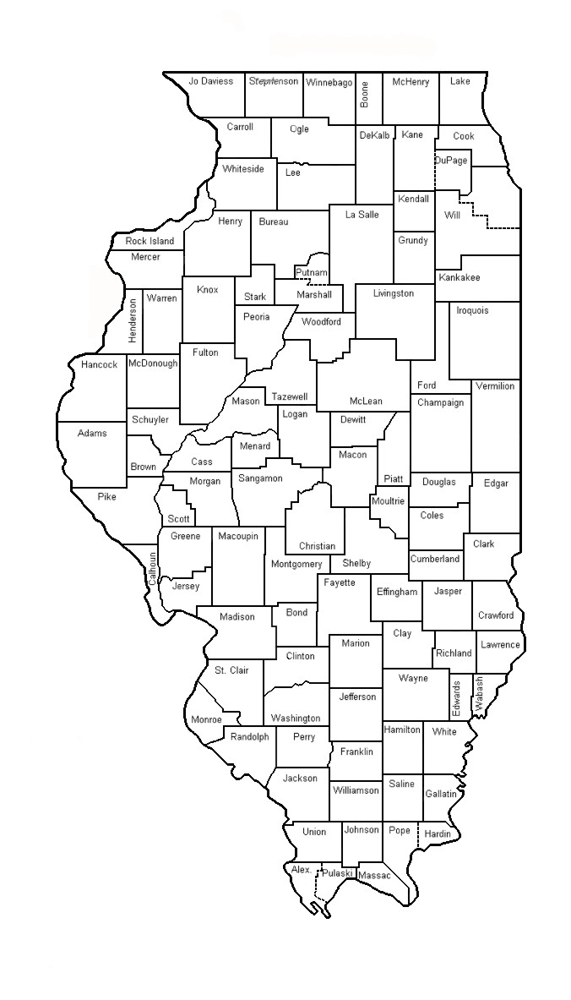 Jo Daviess
Stephenson
Winnebago
Boone
McHenry
Lake
Carroll
Ogle
DeKalb
Kane
Cook
DuPage
Whiteside
Lee
Kendall
La Salle
Will
Henry
Bureau
Rock Island
Grundy
Mercer
Putnam
Kankakee
Knox
Stark
Marshall
Livingston
Warren
Henderson
Peoria
Woodford
Iroquois
Fulton
Hancock
McDonough
Ford
Vermilion
Mason
Tazewell
McLean
Champaign
Logan
Dewitt
Schuyler
Adams
Menard
Macon
Cass
Brown
Morgan
Sangamon
Piatt
Douglas
Edgar
Pike
Moultrie
Scott
Coles
Greene
Macoupin
Christian
Clark
Cumberland
Calhoun
Montgomery
Shelby
Jersey
Fayette
Effingham
Jasper
Crawford
Madison
Bond
Clay
Marion
Lawrence
Richland
Clinton
St. Clair
Wayne
Edwards
Wabash
Jefferson
Monroe
Washington
Hamilton
White
Randolph
Perry
Franklin
Jackson
Williamson
Saline
Gallatin
Union
Johnson
Pope
Hardin
Alex.
Pulaski
Massac